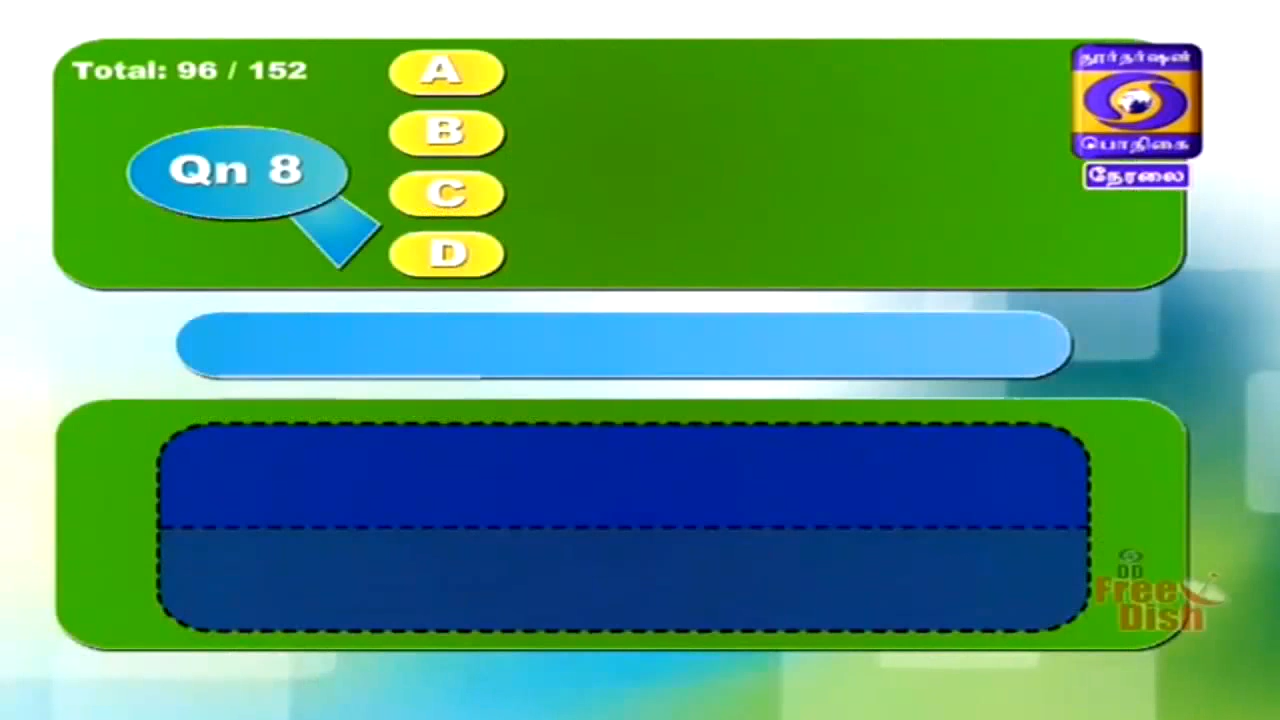 Total: 96 / 152
Qn 8
A
B
C
D
தூர்தர்ஷன்
பொதிகை
நேரலை
DD
Free
Dish